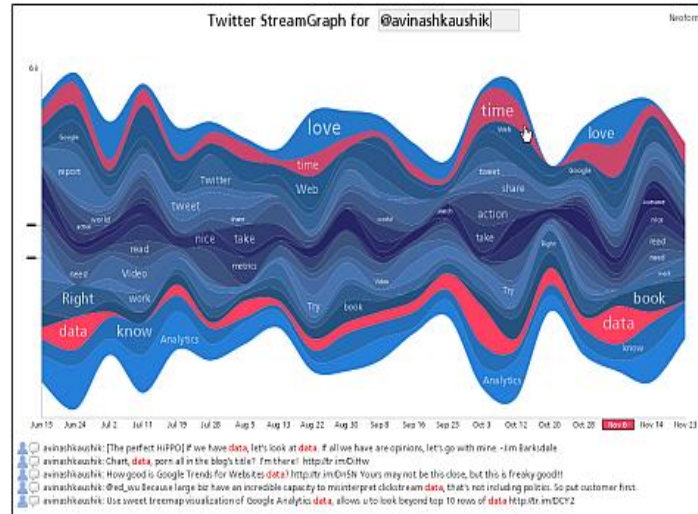 Twitter StreamGraph for @avinashkaushik
Neoform
love
time
Web
love
Google
time
Google
report
Twitter
Web
tweet
share
tweet
world
share
action
nice
read
nice
take
take
read
metrics
need
need
Video
Right
Video
Right
work
Try
book
Try
book
data
know
data
Analytics
know
Analytics
Jun 15 Jun 24 Jul 2 Jul 11 Jul 19 Jul 28 Aug 5 Aug 13 Aug 22 Aug 30 Sep 8 Sep 16 Sep 25 Oct 3 Oct 12 Oct 20 Oct 28 Nov 6 Nov 14 Nov 23
avinashkaushik: [The perfect HiPPO] If we have data, let's look at data. If all we have are opinions, let's go with mine. -Jim Barksdale
avinashkaushik: Chart, data, porn all in the blog's title? I'm there! http://tr.im/DiHw
avinashkaushik: How good is Google Trends for Websites data? http://tr.im/DnSN Yours may not be this close, but this is freaky good!!!
avinashkaushik: @ed_wu Because large biz have an incredible capacity to misinterpret clickstream data, that's not including politics. So put customer first.
avinashkaushik: Use sweet treemap visualization of Google Analytics data, allows u to look beyond top 10 rows of data http://tr.im/DCYZ